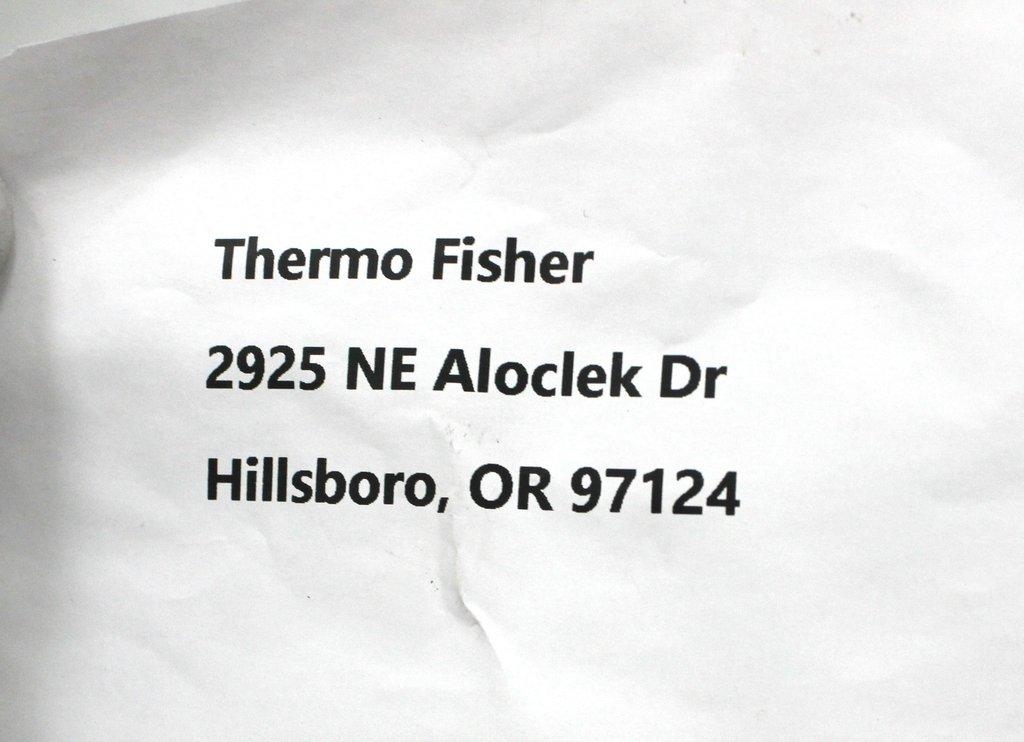 Thermo Fisher
2925 NE Aloclek Dr
Hillsboro, OR 97124